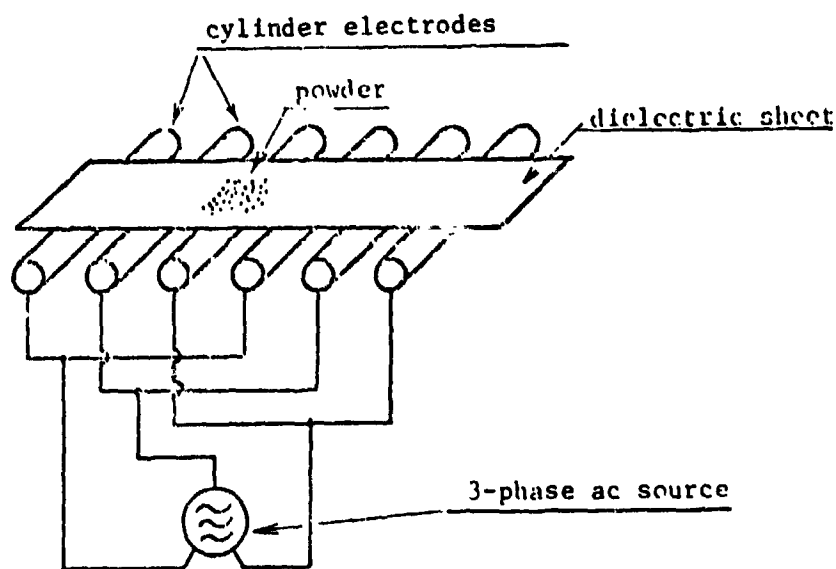 cylinder electrodes
powder
dielectric sheet
3-phase ac source